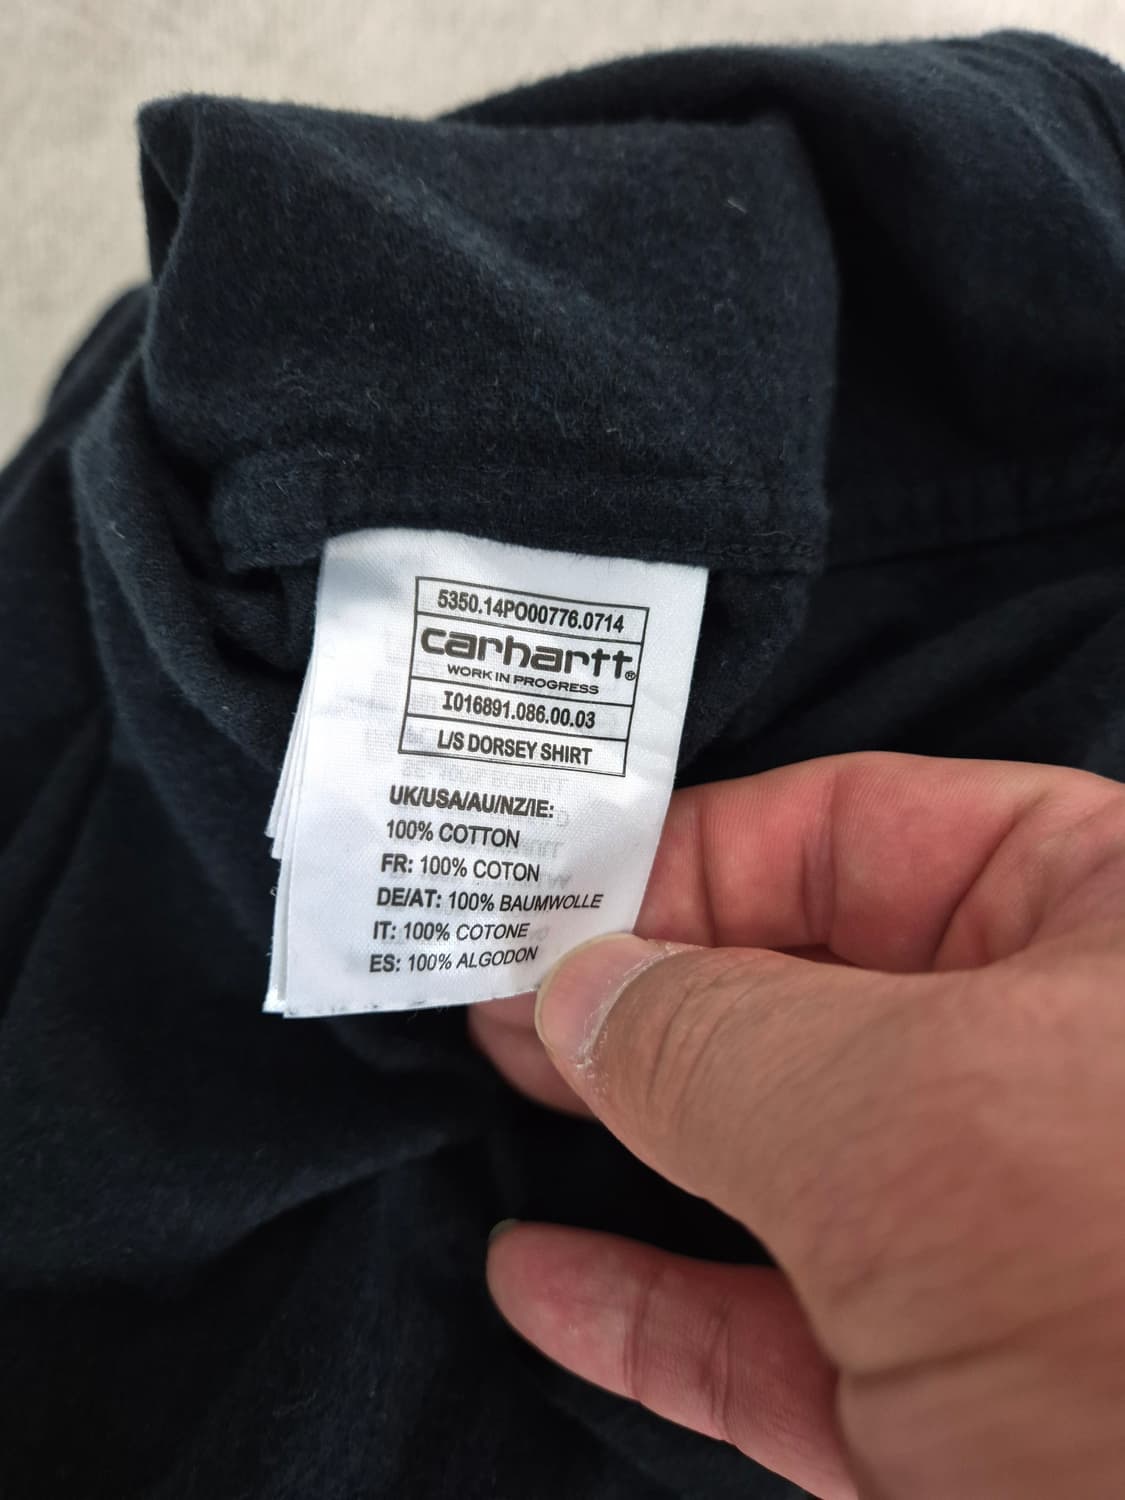 5350.14PO00776.0714
carhartt®
WORK IN PROGRESS
I016891.086.00.03
L/S DORSEY SHIRT
UK/USA/AU/NZ/IE:
100% COTTON
FR: 100% COTON
DE/AT: 100% BAUMWOLLE
IT: 100% COTONE
ES: 100% ALGODON